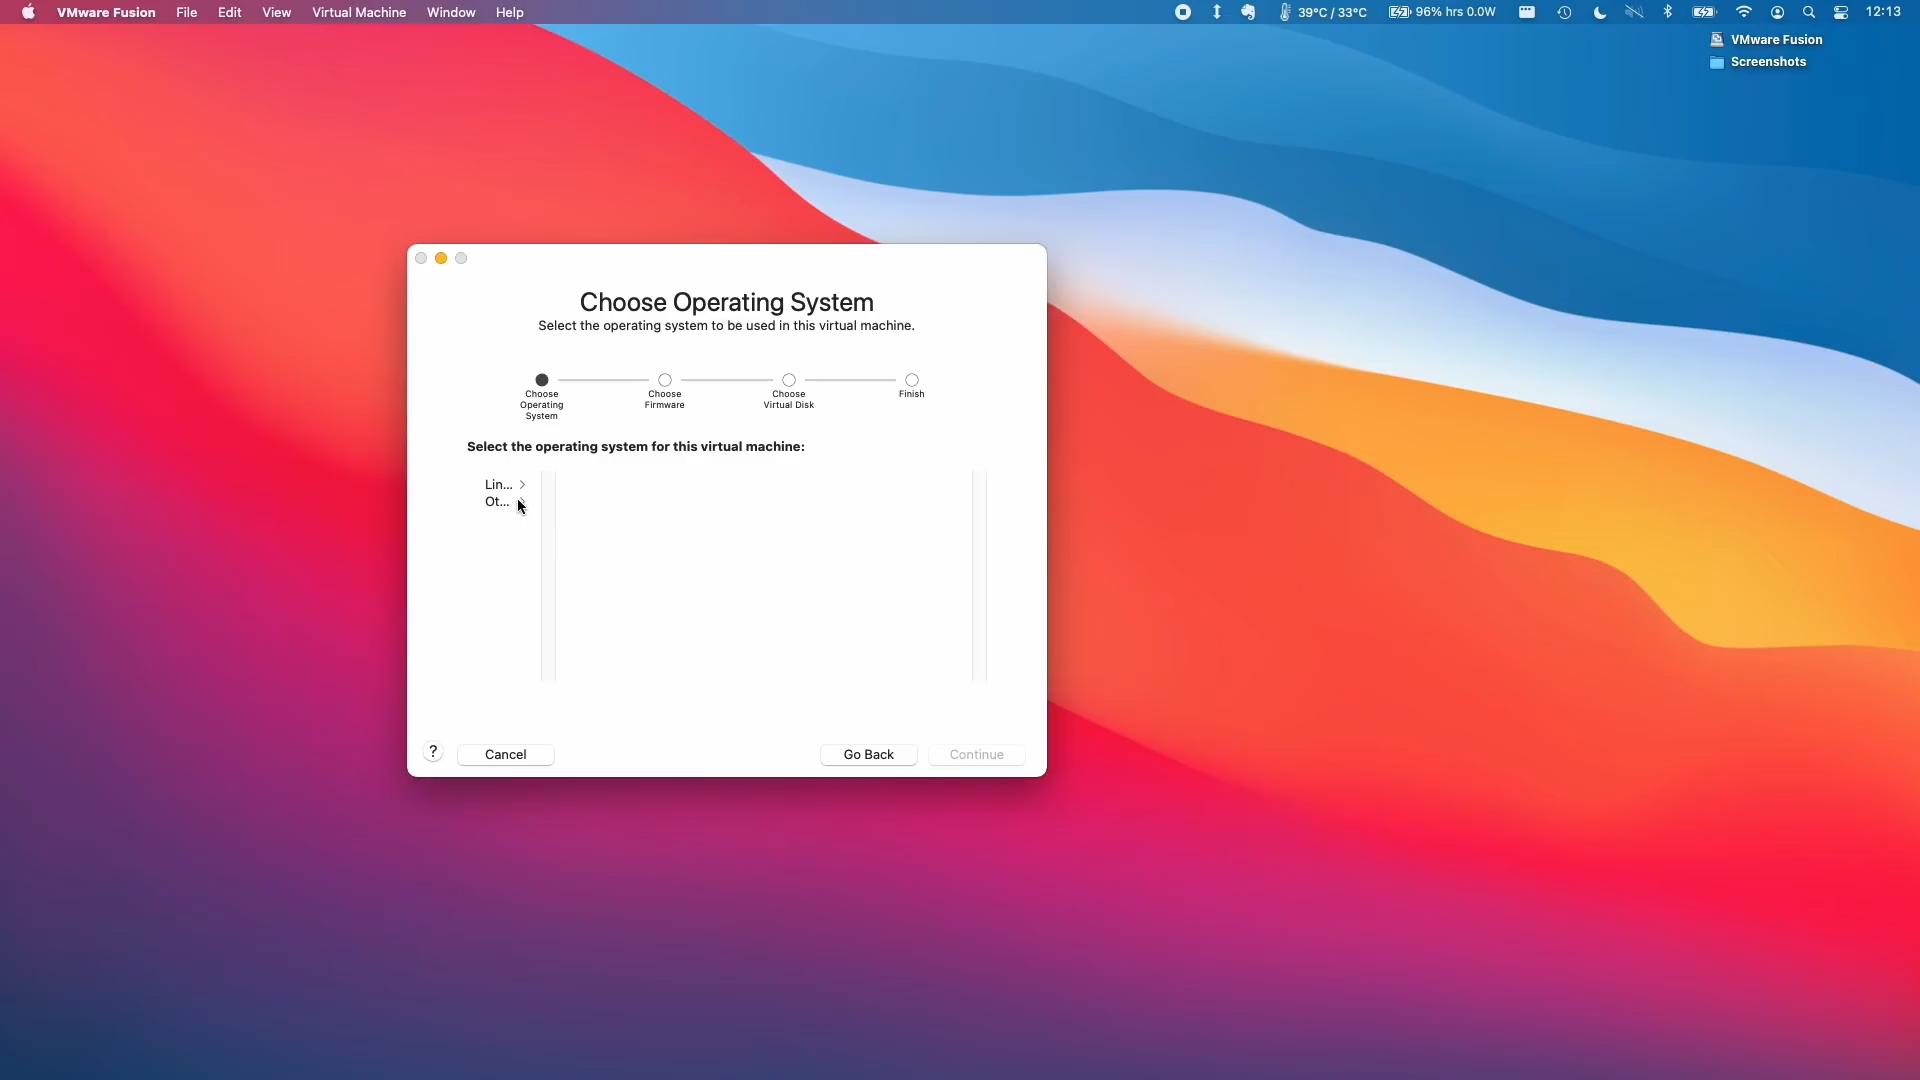 VMware Fusion File Edit View Virtual Machine Window Help 39°C / 33°C 96% hrs 0.0W 12:13
VMware Fusion
Screenshots
Choose Operating System
Select the operating system to be used in this virtual machine.
Choose Operating System
Choose Firmware
Choose Virtual Disk
Finish
Select the operating system for this virtual machine:
Lin...
Ot...
? Cancel Go Back Continue